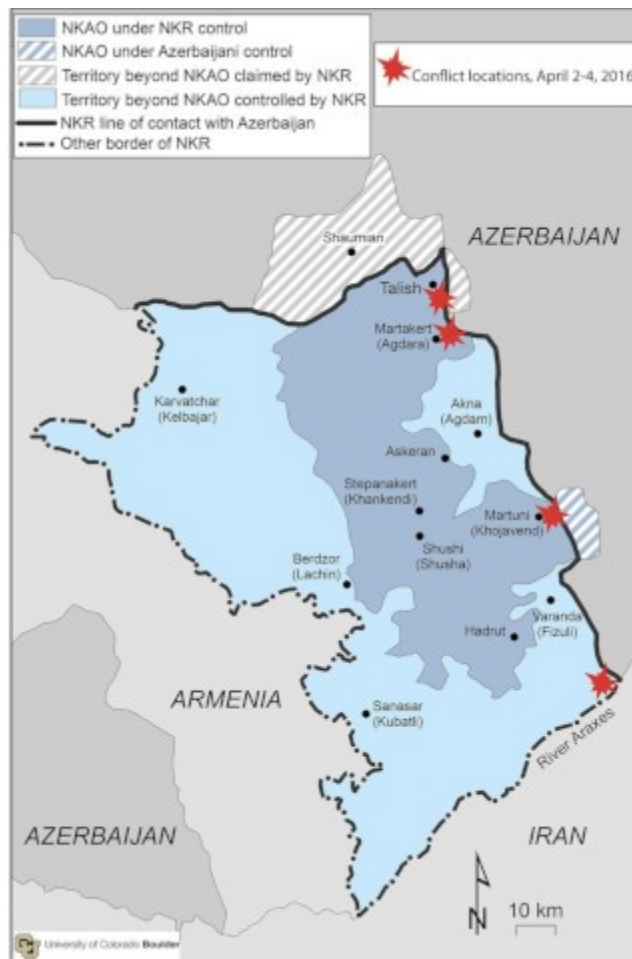 NKAO under NKR control
NKAO under Azerbaijani control
Territory beyond NKAO claimed by NKR
Territory beyond NKAO controlled by NKR
NKR line of contact with Azerbaijan
Other border of NKR
Conflict locations, April 2-4, 2016
AZERBAIJAN
Shaumian
Talish
Martakert
(Agdara)
Karvatchar
(Kelbajar)
Akna
(Agdam)
Askeran
Stepanakert
(Khankendi)
Martuni
(Khojavend)
Shushi
(Shusha)
Berdzor
(Lachin)
Varanda
(Fizuli)
Hadrut
ARMENIA
Sanasar
(Kubatli)
River Araxes
AZERBAIJAN
IRAN
N
10 km
University of Colorado Boulder